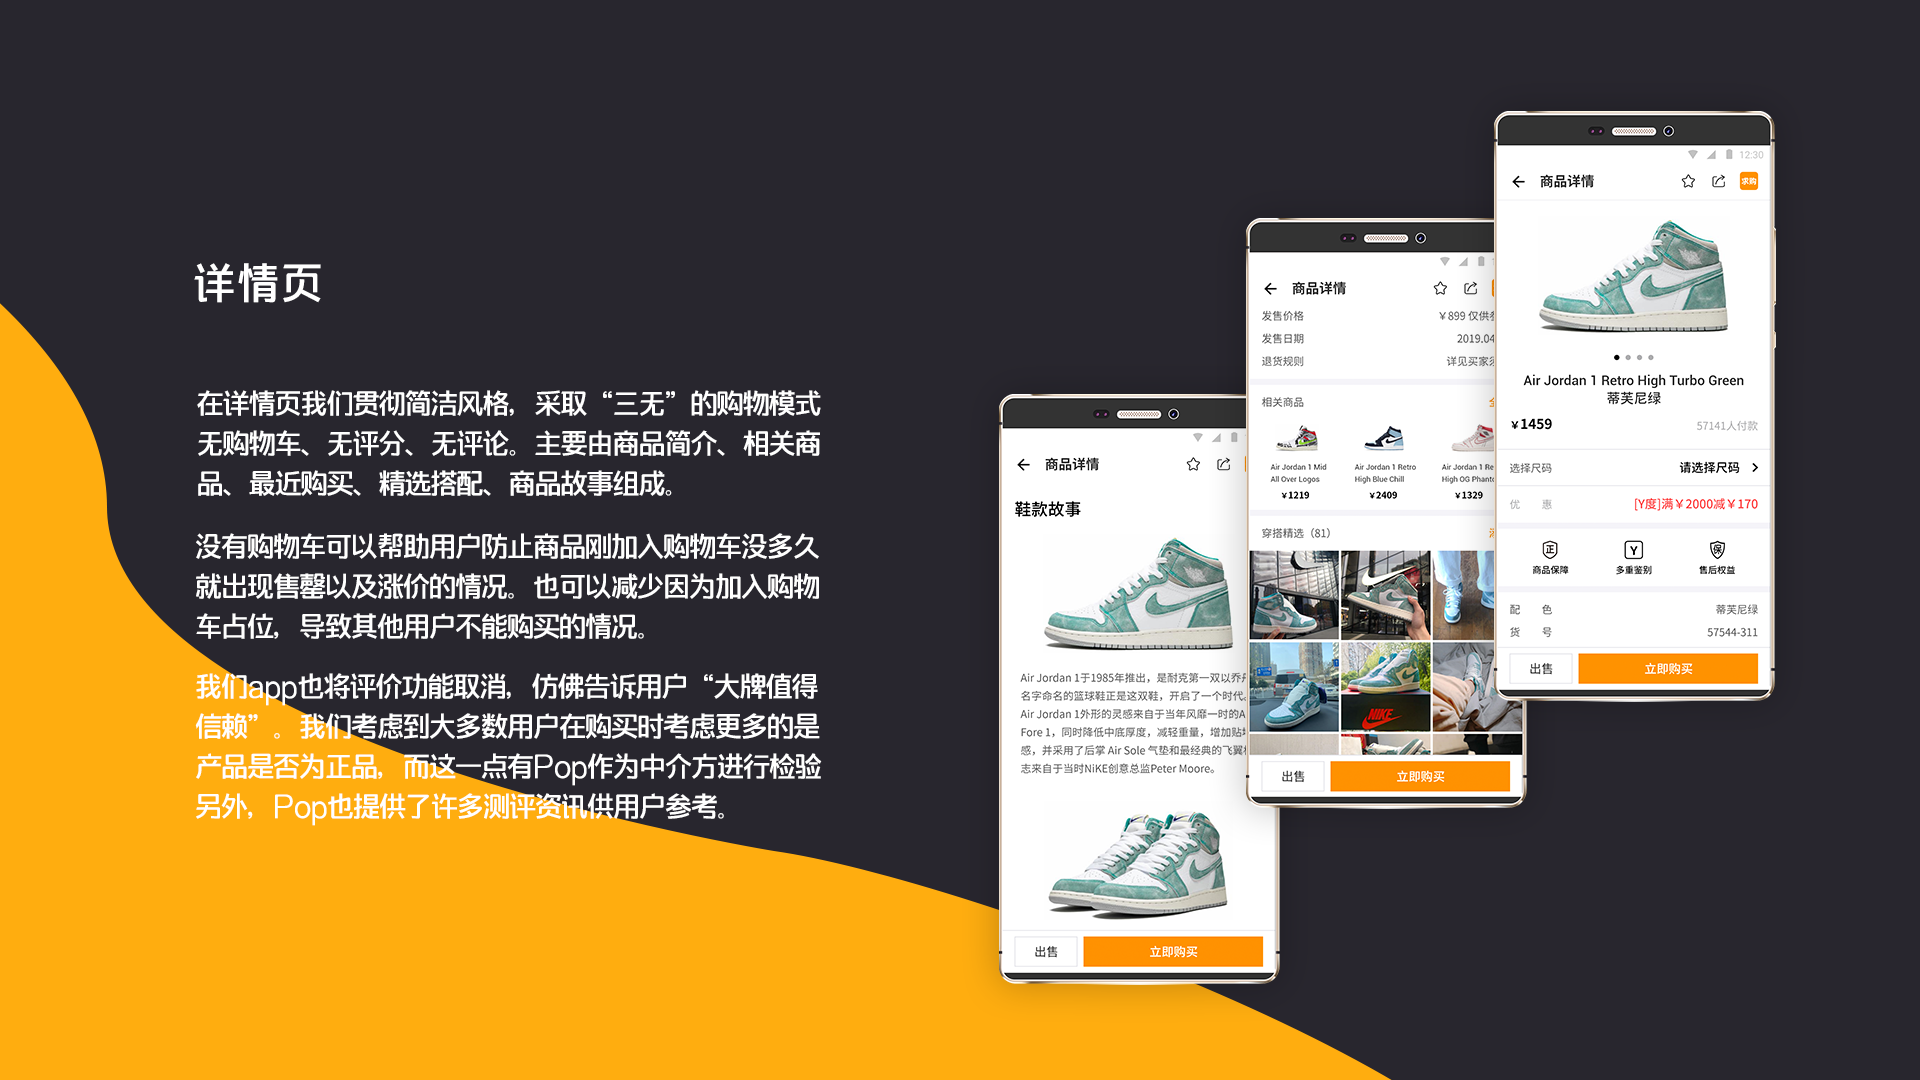 详情页
在详情页我们贯彻简洁风格，采取“三无”的购物模式
无购物车、无评分、无评论。主要由商品简介、相关商
品、最近购买、精选搭配、商品故事组成。
没有购物车可以帮助用户防止商品刚加入购物车没多久
就出现售罄以及涨价的情况。也可以减少因为加入购物
车占位，导致其他用户不能购买的情况。
我们app也将评价功能取消，仿佛告诉用户“大牌值得
信赖”。我们考虑到大多数用户在购买时考虑更多的是
产品是否为正品，而这一点有Pop作为中介方进行检验
另外，Pop也提供了许多测评资讯供用户参考。
商品详情
鞋款故事
Air Jordan 1于1985年推出，是耐克第一双以乔丹
名字命名的篮球鞋正是这双鞋，开启了一个时代。
Air Jordan 1外形的灵感来自于当年风靡一时的A
Fore 1，同时降低中底厚度，减轻重量，增加贴地
感，并采用了后掌 Air Sole 气垫和最经典的飞翼标
志来自于当时NiKE创意总监Peter Moore。
出售 立即购买
商品详情
发售价格 ￥899 仅供参
发售日期 2019.04
退货规则 详见买家须
相关商品
Air Jordan 1 Mid
All Over Logos
￥1219
Air Jordan 1 Retro
High Blue Chill
￥2409
Air Jordan 1 Re
High OG Phanto
￥1329
穿搭精选（81）
NIKE
出售 立即购买
12:30
商品详情 求购
Air Jordan 1 Retro High Turbo Green
蒂芙尼绿
￥1459 57141人付款
选择尺码 请选择尺码
优 惠 [Y度]满￥2000减￥170
正 Y 保
商品保障 多重鉴别 售后权益
配 色 蒂芙尼绿
货 号 57544-311
出售 立即购买